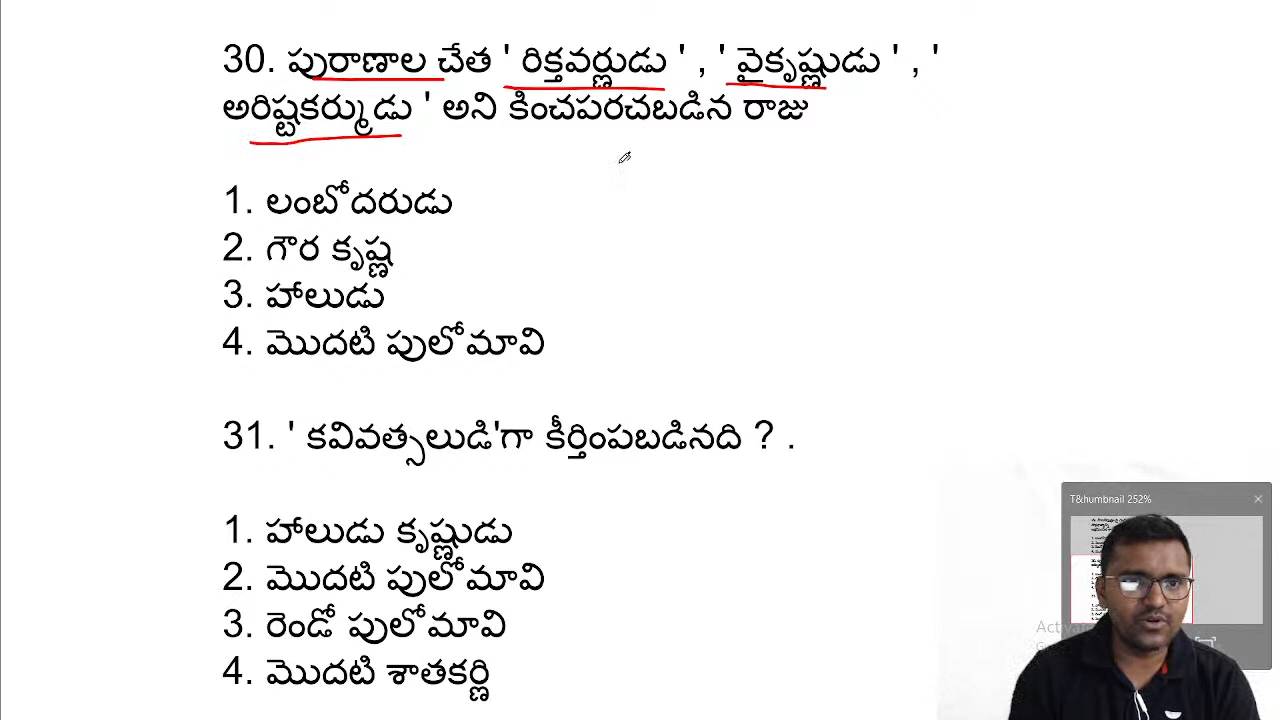 30. పురాణాల చేత ' రిక్తవర్ణుడు ' , ' వైకృష్ణుడు ' , '
అరిష్టకర్ముడు ' అని కించపరచబడిన రాజు
1. లంబోదరుడు
2. గౌర కృష్ణ
3. హాలుడు
4. మొదటి పులోమావి
31. ' కవివత్సలుడి'గా కీర్తింపబడినది ? .
1. హాలుడు కృష్ణుడు
2. మొదటి పులోమావి
3. రెండో పులోమావి
4. మొదటి శాతకర్ణి
T&humbnail 252%